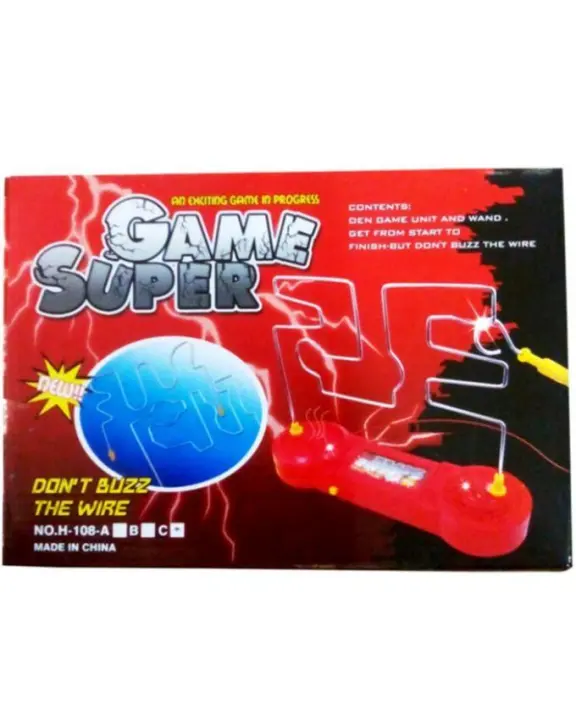 AN EXCITING GAME IN PROGRESS
GAME
SUPER
CONTENTS:
DEN GAME UNIT AND WAND .
GET FROM START TO
FINISH-BUT DON'T BUZZ THE WIRE
NEW!!
DON'T BUZZ
THE WIRE
NO.H-108-A B C
MADE IN CHINA